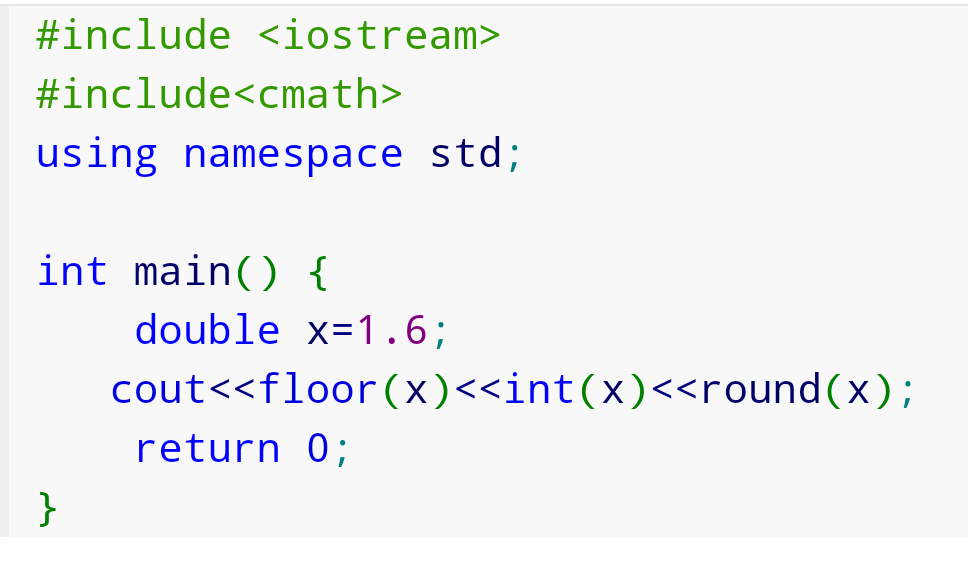 #include <iostream>
#include<cmath>
using namespace std;
int main() {
double x=1.6;
cout<<floor(x)<<int(x)<<round(x);
return 0;
}